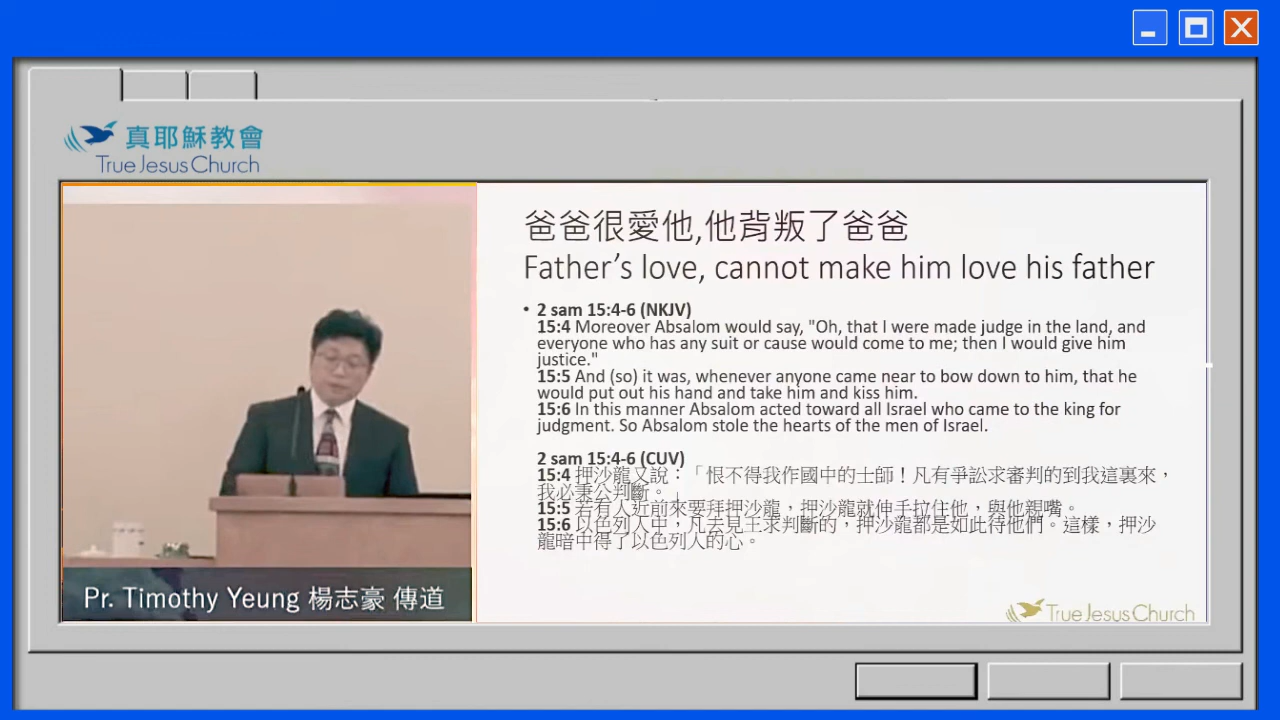 真耶穌教會
True Jesus Church
爸爸很愛他,他背叛了爸爸
Father’s love, cannot make him love his father
• 2 sam 15:4-6 (NKJV)
15:4 Moreover Absalom would say, "Oh, that I were made judge in the land, and
everyone who has any suit or cause would come to me; then I would give him
justice."
15:5 And (so) it was, whenever anyone came near to bow down to him, that he
would put out his hand and take him and kiss him.
15:6 In this manner Absalom acted toward all Israel who came to the king for
judgment. So Absalom stole the hearts of the men of Israel.
2 sam 15:4-6 (CUV)
15:4 押沙龍又說：「恨不得我作國中的士師！凡有爭訟求審判的到我這裏來，
我必秉公判斷。」
15:5 若有人近前來要拜押沙龍，押沙龍就伸手拉住他，與他親嘴。
15:6 以色列人中，凡去見王求判斷的，押沙龍都是如此待他們。這樣，押沙
龍暗中得了以色列人的心。
Pr. Timothy Yeung 楊志豪 傳道
True Jesus Church